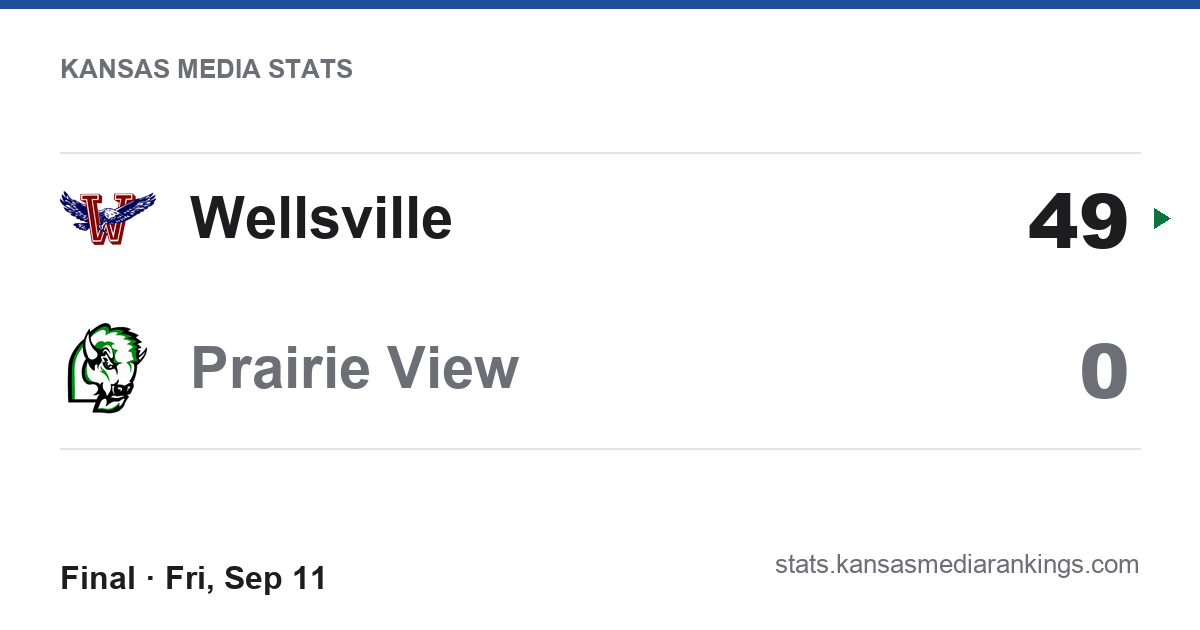 KANSAS MEDIA STATS
W
Wellsville
49
Prairie View
0
Final · Fri, Sep 11
stats.kansasmediarankings.com